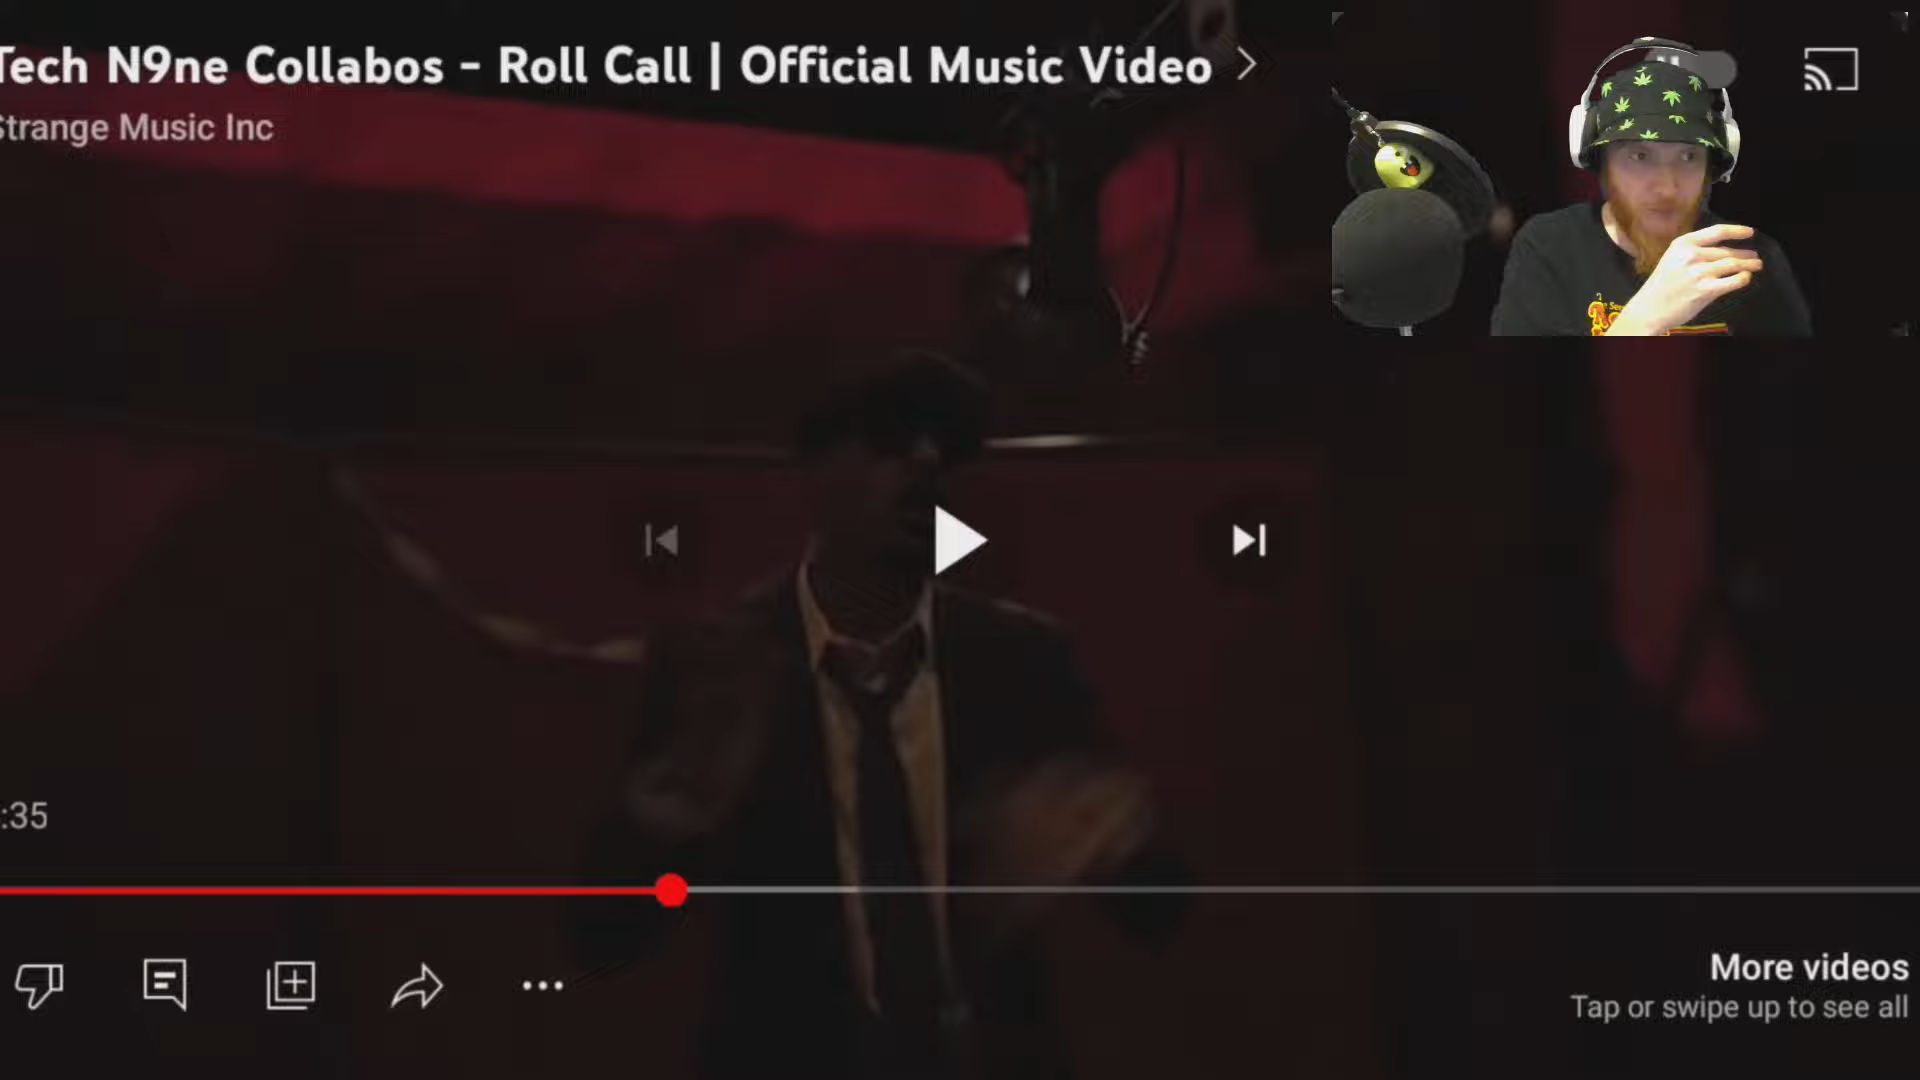 Tech N9ne Collabos - Roll Call | Official Music Video
Strange Music Inc
:35
More videos
Tap or swipe up to see all